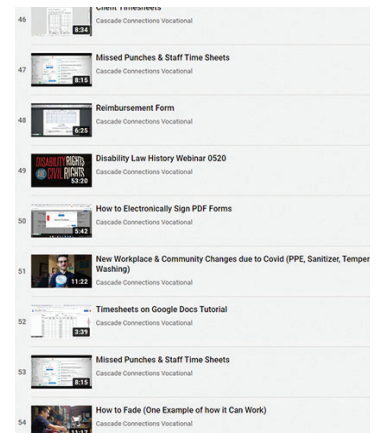 Client Timesheets
46
8:34
Cascade Connections Vocational
Missed Punches & Staff Time Sheets
47
8:15
Cascade Connections Vocational
Reimbursement Form
48
6:25
Cascade Connections Vocational
Disability Law History Webinar 0520
49
DISABILITY RIGHTS
CIVIL RIGHTS
53:20
Cascade Connections Vocational
How to Electronically Sign PDF Forms
50
5:42
Cascade Connections Vocational
New Workplace & Community Changes due to Covid (PPE, Sanitizer, Temper
Washing)
51
11:22
Cascade Connections Vocational
Timesheets on Google Docs Tutorial
52
3:39
Cascade Connections Vocational
Missed Punches & Staff Time Sheets
53
8:15
Cascade Connections Vocational
How to Fade (One Example of how it Can Work)
54
11:17
Cascade Connections Vocational